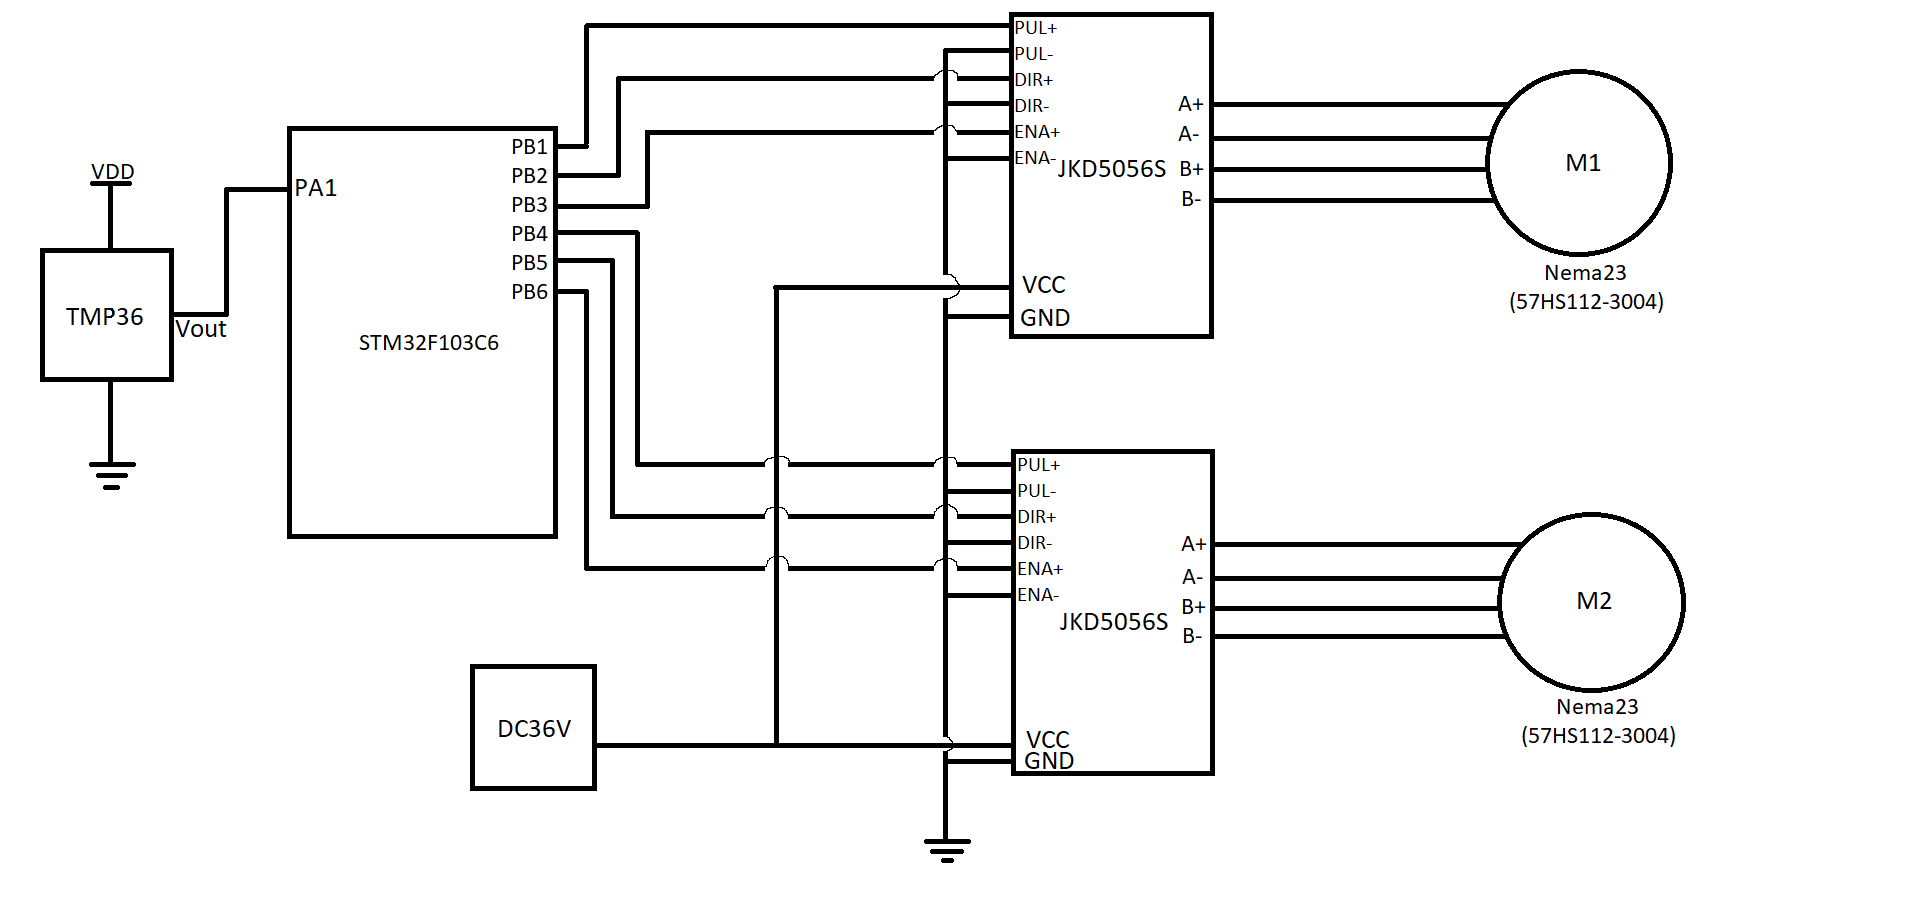 VDD
TMP36
Vout
PA1
STM32F103C6
PB1
PB2
PB3
PB4
PB5
PB6
DC36V
PUL+
PUL-
DIR+
DIR-
ENA+
ENA-
JKD5056S
A+
A-
B+
B-
VCC
GND
M1
Nema23
(57HS112-3004)
PUL+
PUL-
DIR+
DIR-
ENA+
ENA-
JKD5056S
A+
A-
B+
B-
VCC
GND
M2
Nema23
(57HS112-3004)